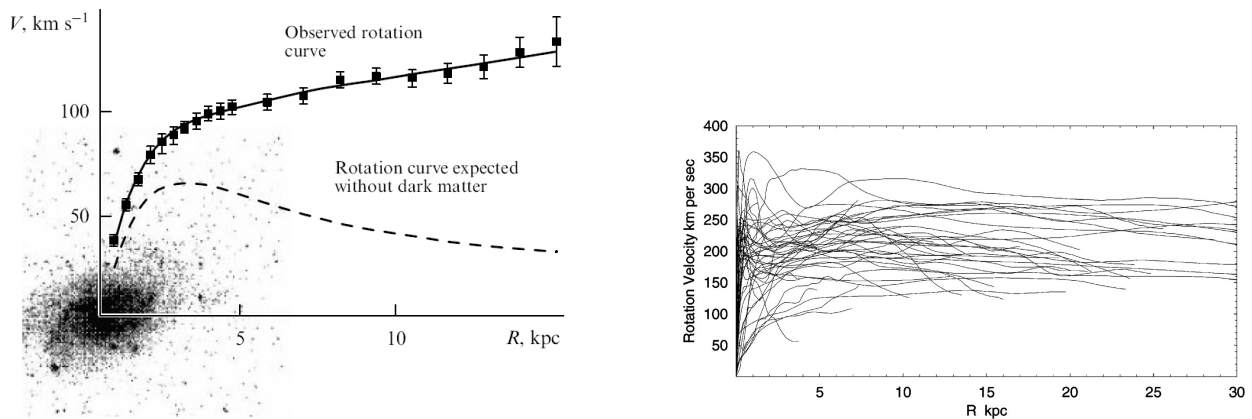 V, km s⁻¹
Observed rotation
curve
100
Rotation curve expected
without dark matter
50
5
10
R, kpc
Rotation Velocity km per sec
400
350
300
250
200
150
100
50
5
10
15
20
25
30
R kpc